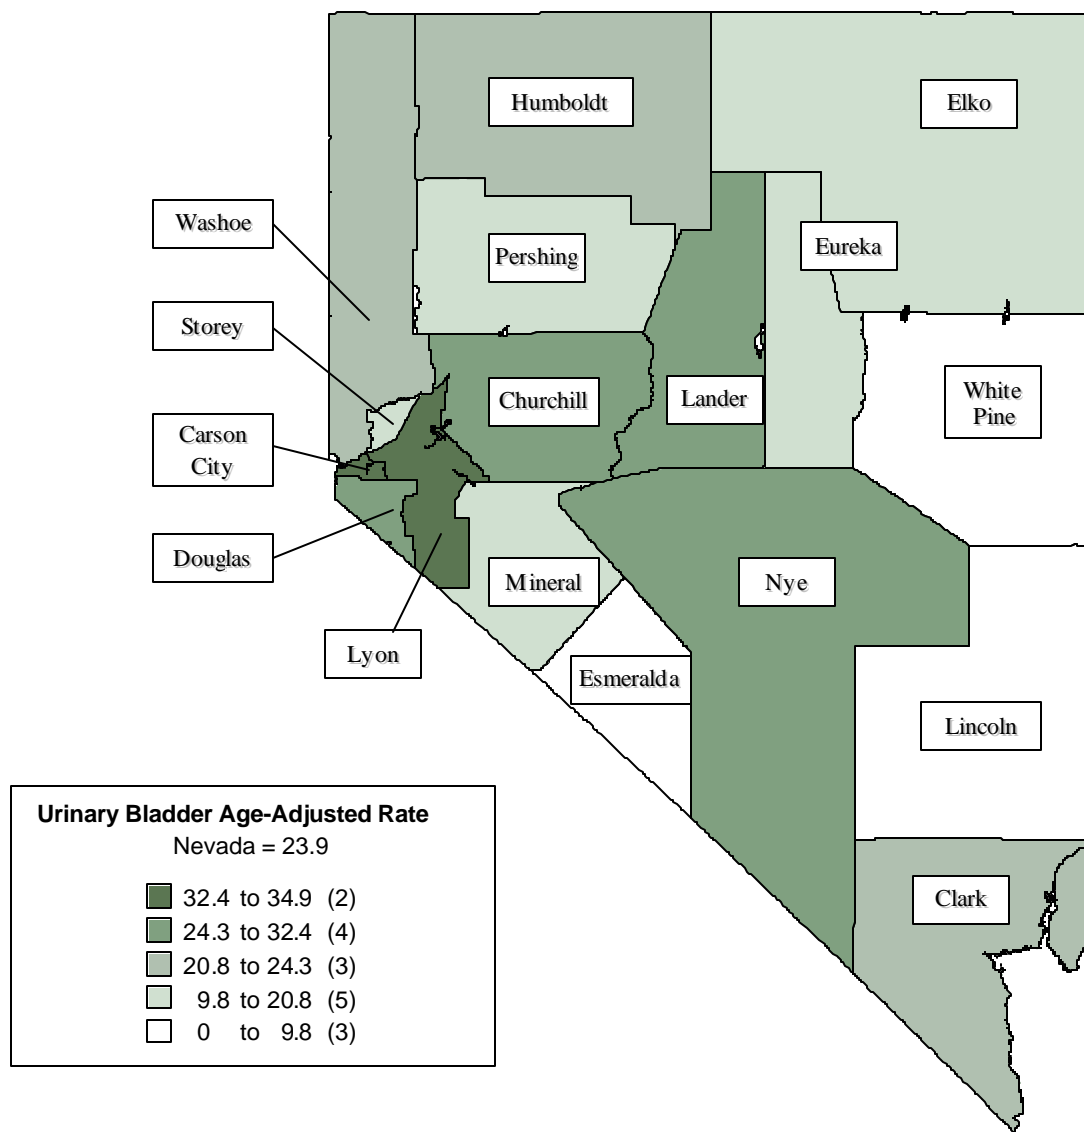 Humboldt
Elko
Washoe
Pershing
Eureka
Storey
Churchill
Lander
White
Pine
Carson
City
Douglas
Mineral
Nye
Lyon
Esmeralda
Lincoln
Clark
Urinary Bladder Age-Adjusted Rate
Nevada = 23.9
32.4 to 34.9 (2)
24.3 to 32.4 (4)
20.8 to 24.3 (3)
9.8 to 20.8 (5)
0 to 9.8 (3)